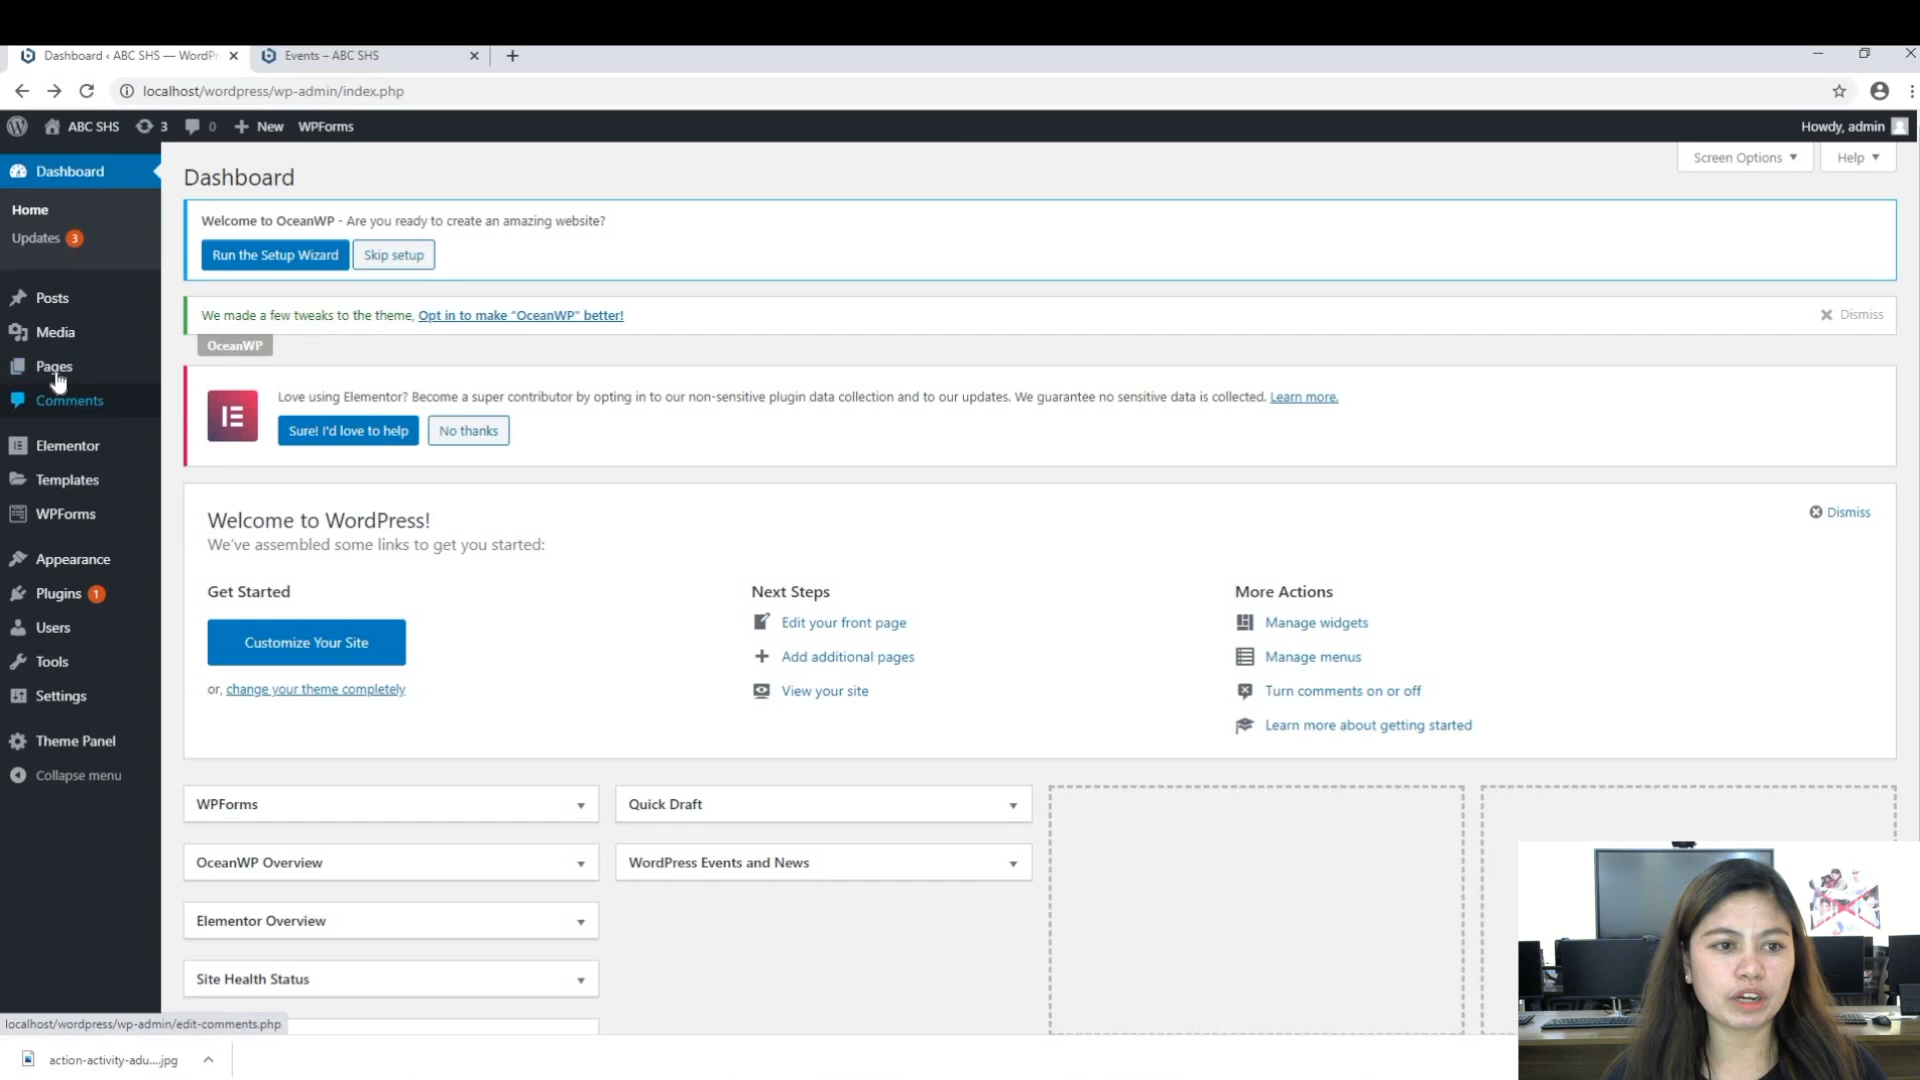 Dashboard ‹ ABC SHS — WordPr
Events – ABC SHS
localhost/wordpress/wp-admin/index.php
ABC SHS
3
0
New
WPForms
Howdy, admin
Dashboard
Screen Options
Help
Dashboard
Home
Updates 3
Welcome to OceanWP - Are you ready to create an amazing website?
Run the Setup Wizard
Skip setup
Posts
Media
Pages
Comments
We made a few tweaks to the theme, Opt in to make "OceanWP" better!
Dismiss
OceanWP
Love using Elementor? Become a super contributor by opting in to our non-sensitive plugin data collection and to our updates. We guarantee no sensitive data is collected. Learn more.
Sure! I'd love to help
No thanks
Elementor
Templates
WPForms
Appearance
Plugins 1
Users
Tools
Settings
Theme Panel
Collapse menu
Welcome to WordPress!
Dismiss
We've assembled some links to get you started:
Get Started
Customize Your Site
or, change your theme completely
Next Steps
Edit your front page
Add additional pages
View your site
More Actions
Manage widgets
Manage menus
Turn comments on or off
Learn more about getting started
WPForms
Quick Draft
OceanWP Overview
WordPress Events and News
Elementor Overview
Site Health Status
localhost/wordpress/wp-admin/edit-comments.php
action-activity-adu....jpg